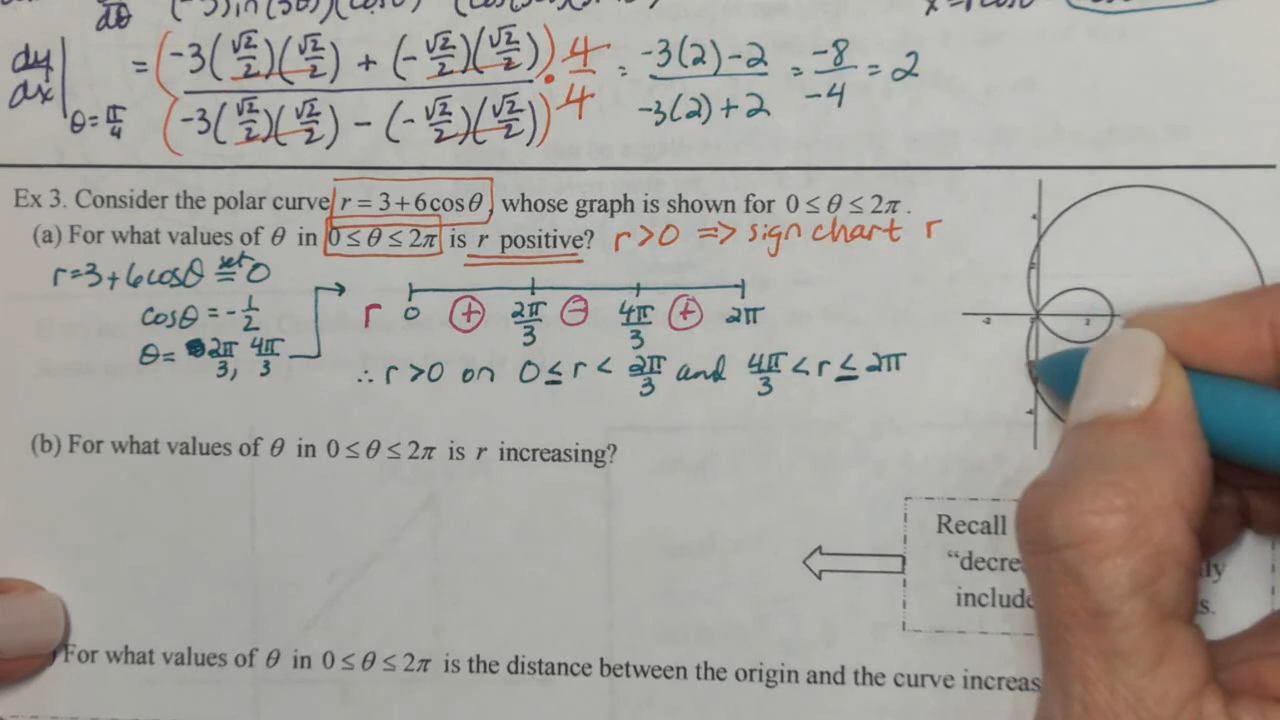 dθ
dy/dx |θ=π/4 = (-3(√2/2)(√2/2) + (-√2/2)(√2/2)) / (-3(√2/2)(√2/2) - (-√2/2)(√2/2)) · 4/4 = (-3(2)-2)/(-3(2)+2) = -8/-4 = 2
Ex 3. Consider the polar curve r = 3+6cosθ, whose graph is shown for 0≤θ≤2π.
(a) For what values of θ in 0≤θ≤2π is r positive? r>0 ⇒ sign chart r
r=3+6cosθ set= 0
cosθ = -1/2
θ= 2π/3, 4π/3
r 0 + 2π/3 − 4π/3 + 2π
∴ r>0 on 0≤r<2π/3 and 4π/3<r≤2π
(b) For what values of θ in 0≤θ≤2π is r increasing?
Recall
"decre
include
For what values of θ in 0≤θ≤2π is the distance between the origin and the curve increas